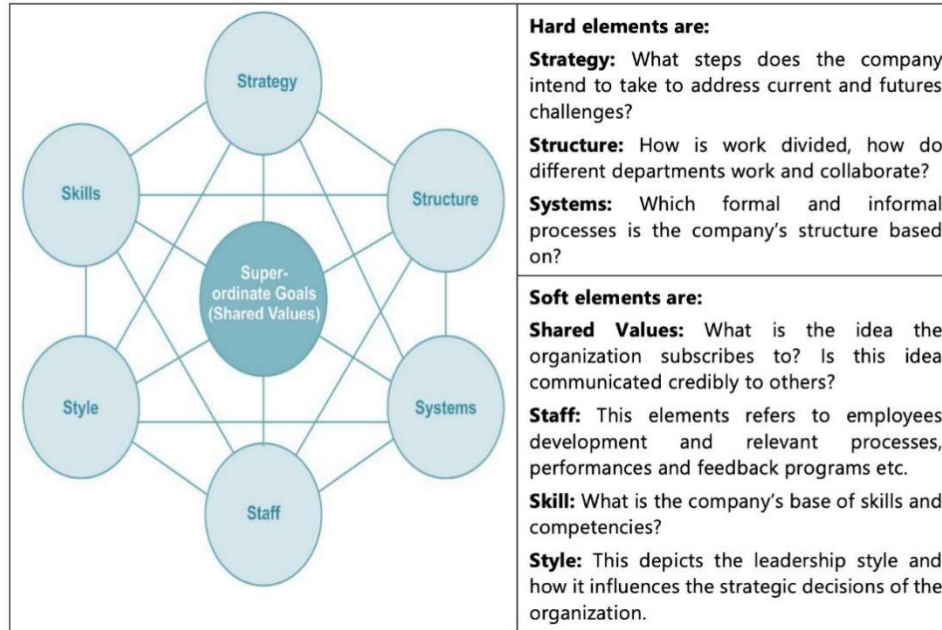 Strategy
Skills
Structure
Super-
ordinate Goals
(Shared Values)
Style
Systems
Staff
Hard elements are:
Strategy: What steps does the company
intend to take to address current and futures
challenges?
Structure: How is work divided, how do
different departments work and collaborate?
Systems: Which formal and informal
processes is the company's structure based
on?
Soft elements are:
Shared Values: What is the idea the
organization subscribes to? Is this idea
communicated credibly to others?
Staff: This elements refers to employees
development and relevant processes,
performances and feedback programs etc.
Skill: What is the company's base of skills and
competencies?
Style: This depicts the leadership style and
how it influences the strategic decisions of the
organization.